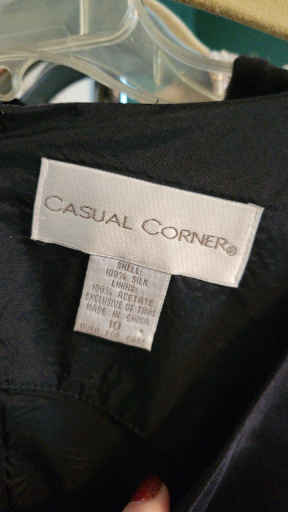 CASUAL CORNER®
SHELL:
100% SILK
LINING:
100% ACETATE
EXCLUSIVE OF TRIM
MADE IN CHINA
10